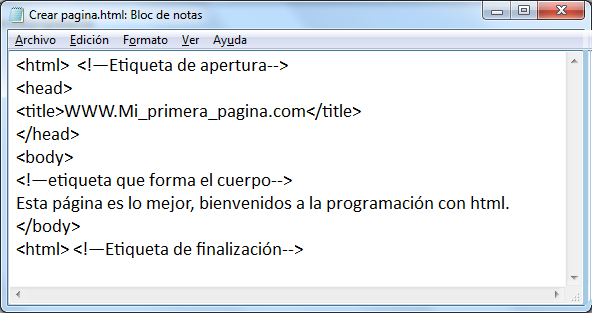 Crear pagina.html: Bloc de notas
Archivo Edición Formato Ver Ayuda
<html> <!—Etiqueta de apertura-->
<head>
<title>WWW.Mi_primera_pagina.com</title>
</head>
<body>
<!—etiqueta que forma el cuerpo-->
Esta página es lo mejor, bienvenidos a la programación con html.
</body>
<html> <!—Etiqueta de finalización-->